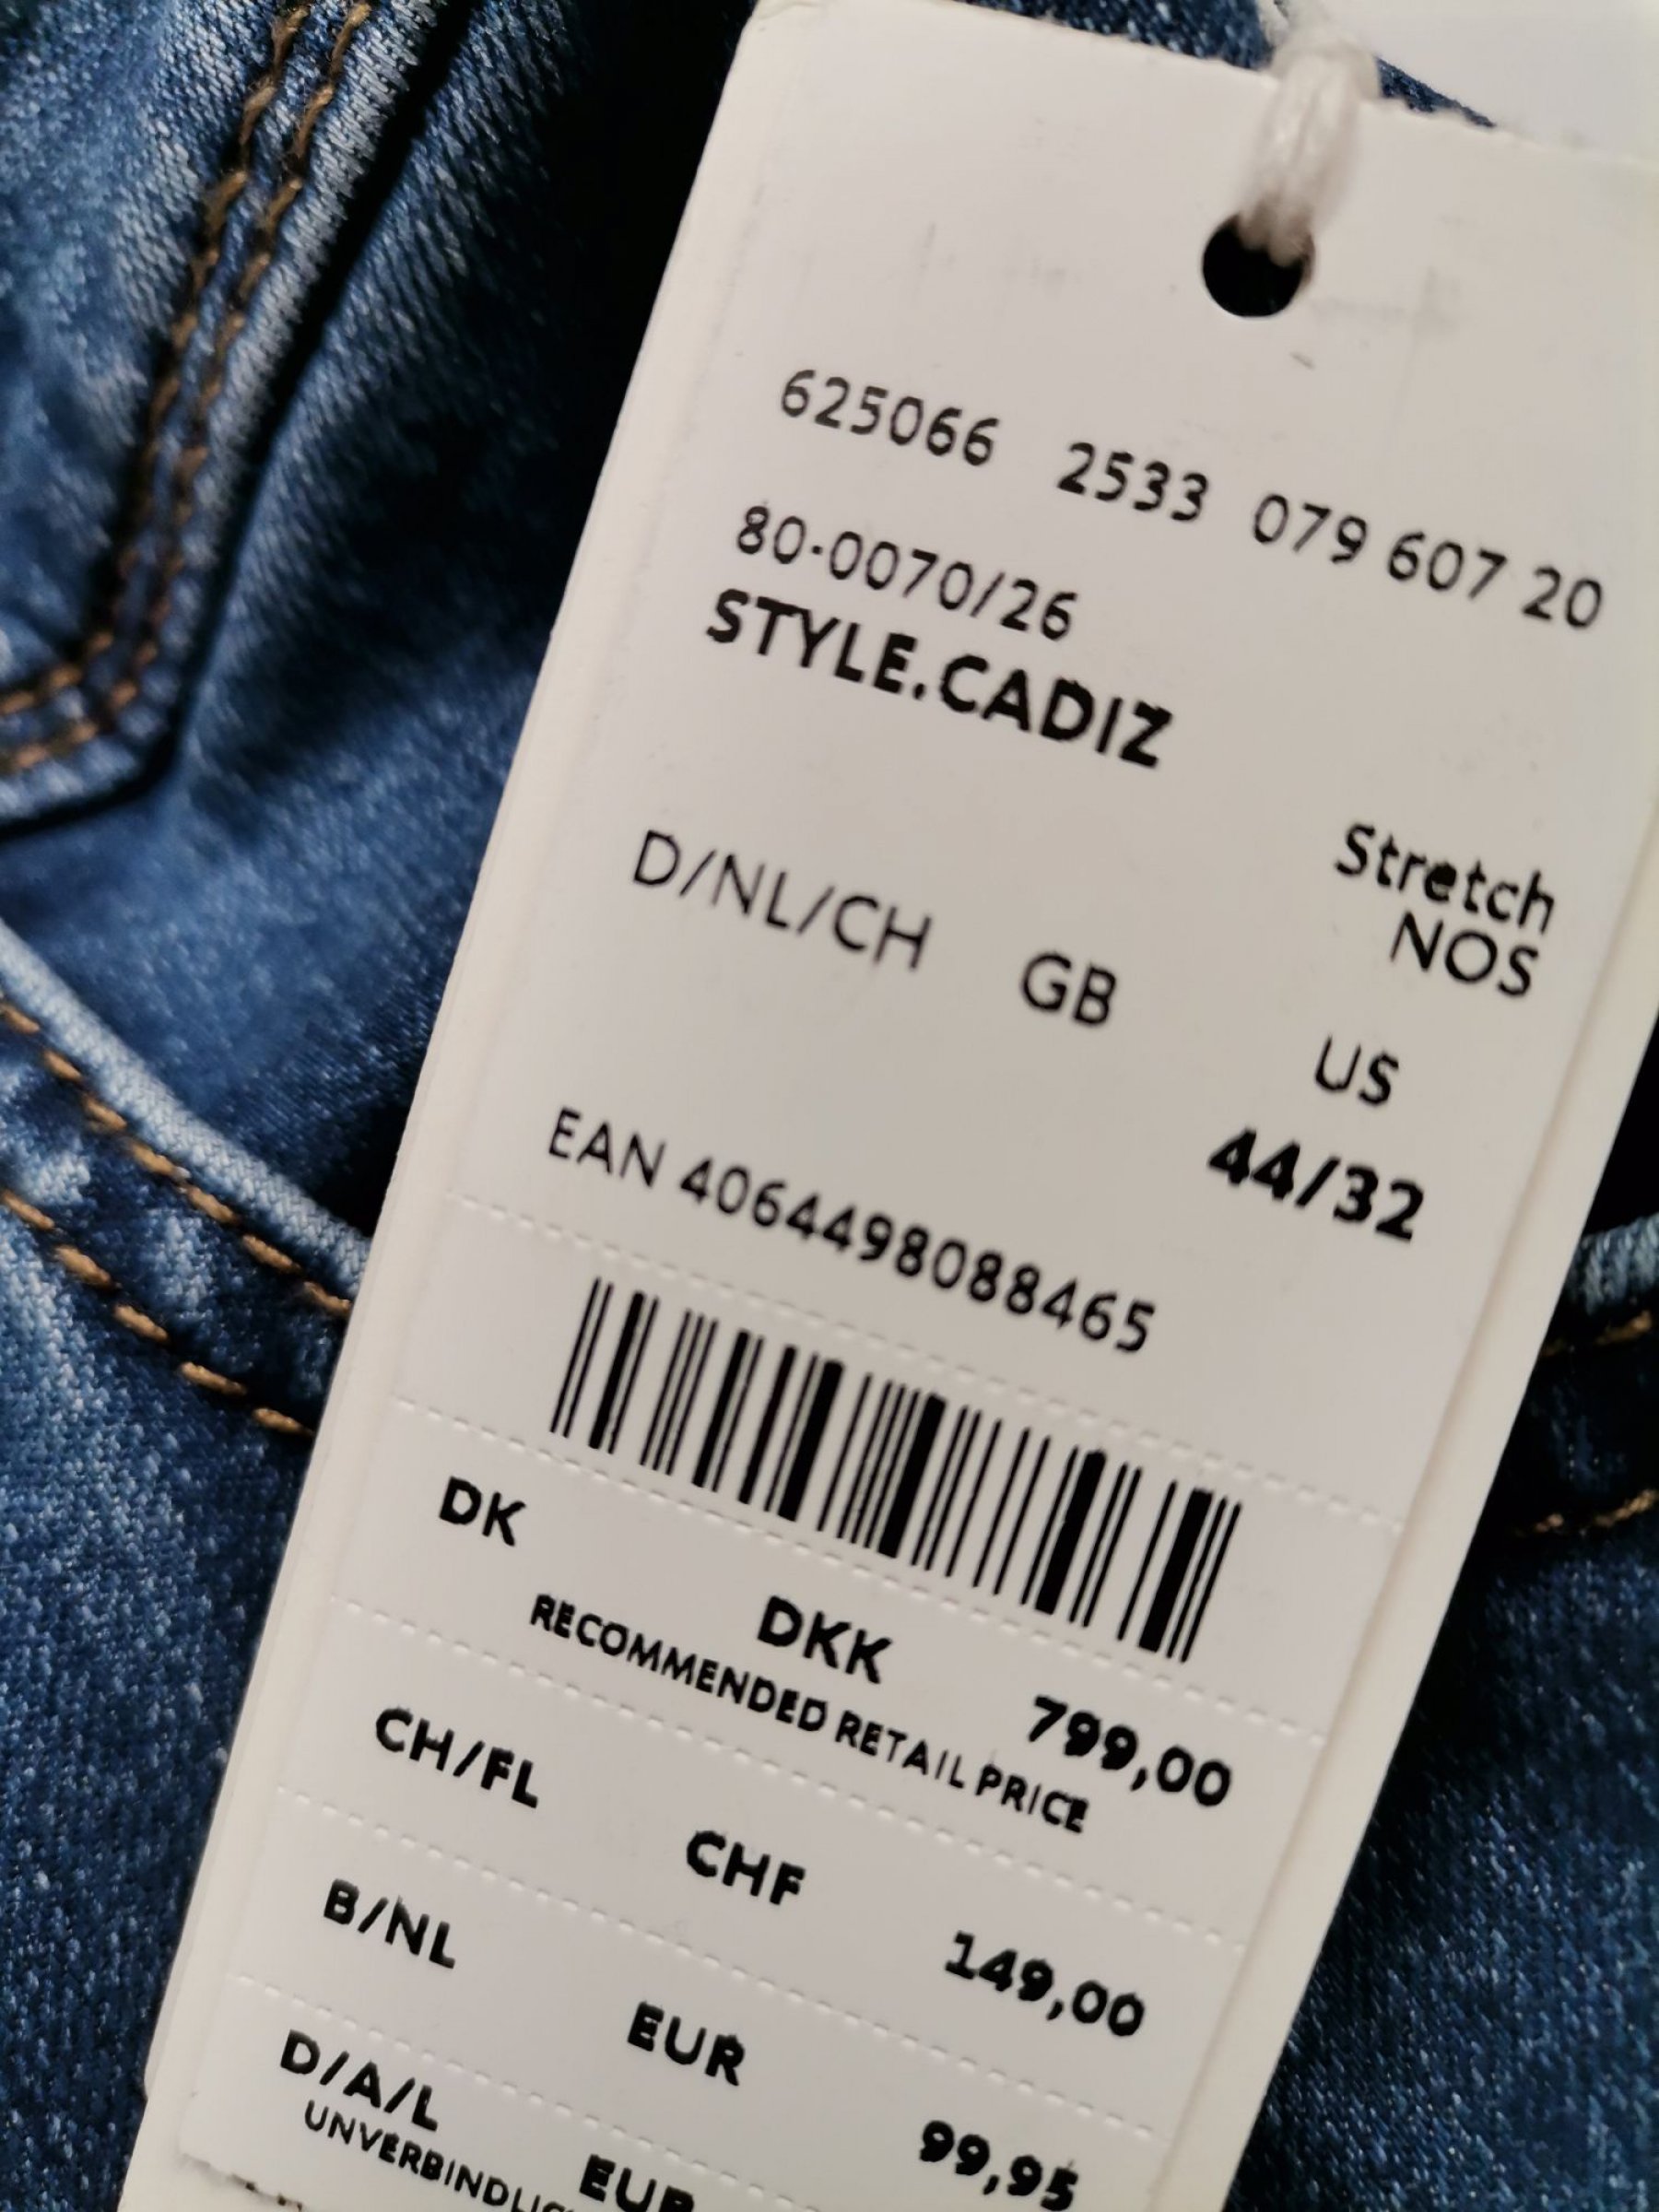 625066 2533 079 607 20
80-0070/26
STYLE.CADIZ
Stretch
NOS
D/NL/CH GB US
44/32
EAN 4064498088465
DK DKK 799,00
RECOMMENDED RETAIL PRICE
CH/FL CHF 149,00
B/NL EUR 99,95
D/A/L EUR